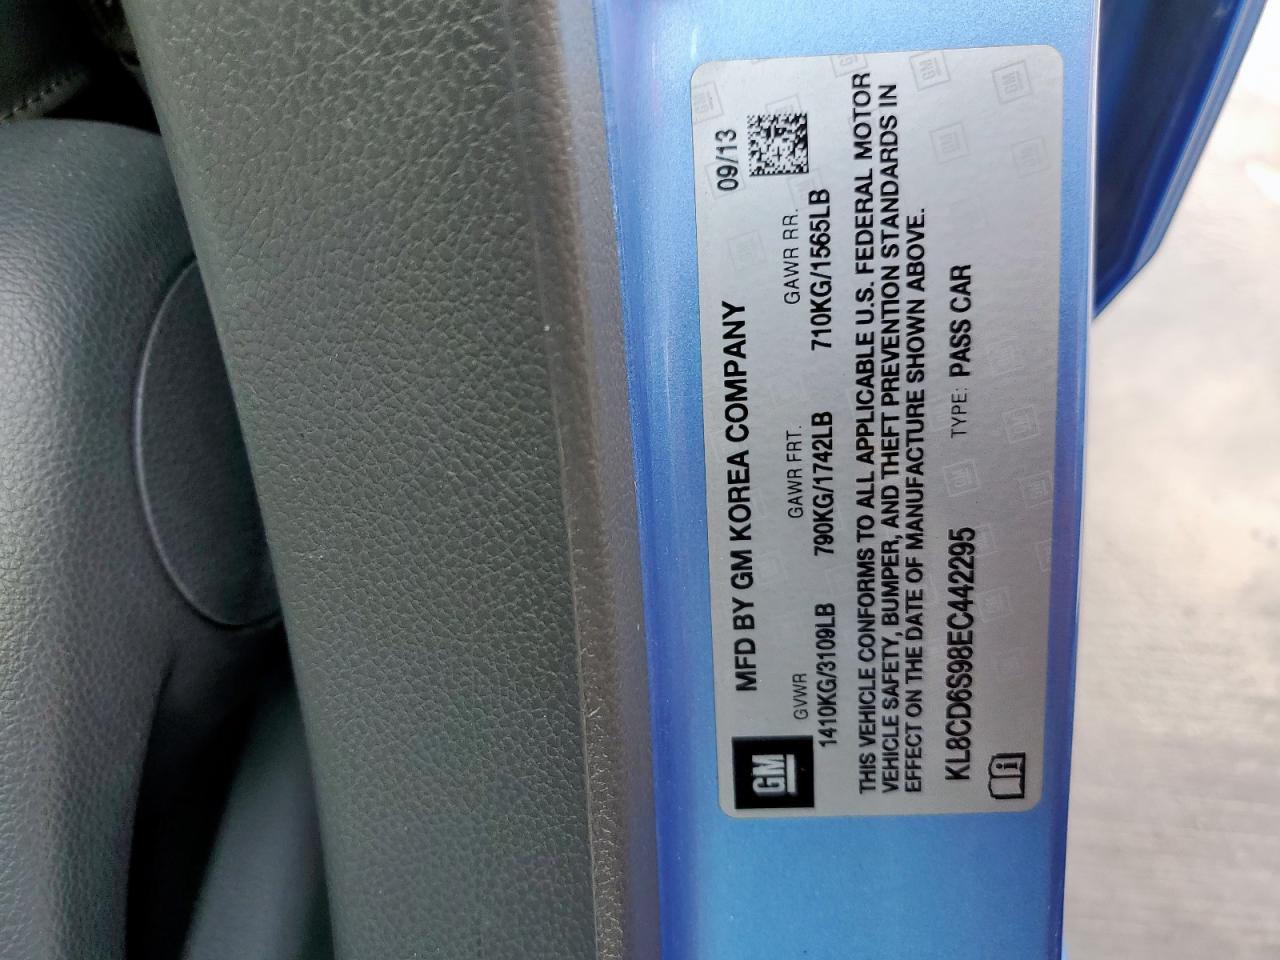 MFD BY GM KOREA COMPANY 09/13
GM
GVWR GAWR FRT. GAWR RR.
1410KG/3109LB 790KG/1742LB 710KG/1565LB
THIS VEHICLE CONFORMS TO ALL APPLICABLE U.S. FEDERAL MOTOR
VEHICLE SAFETY, BUMPER, AND THEFT PREVENTION STANDARDS IN
EFFECT ON THE DATE OF MANUFACTURE SHOWN ABOVE.
KL8CD6S98EC442295 TYPE: PASS CAR